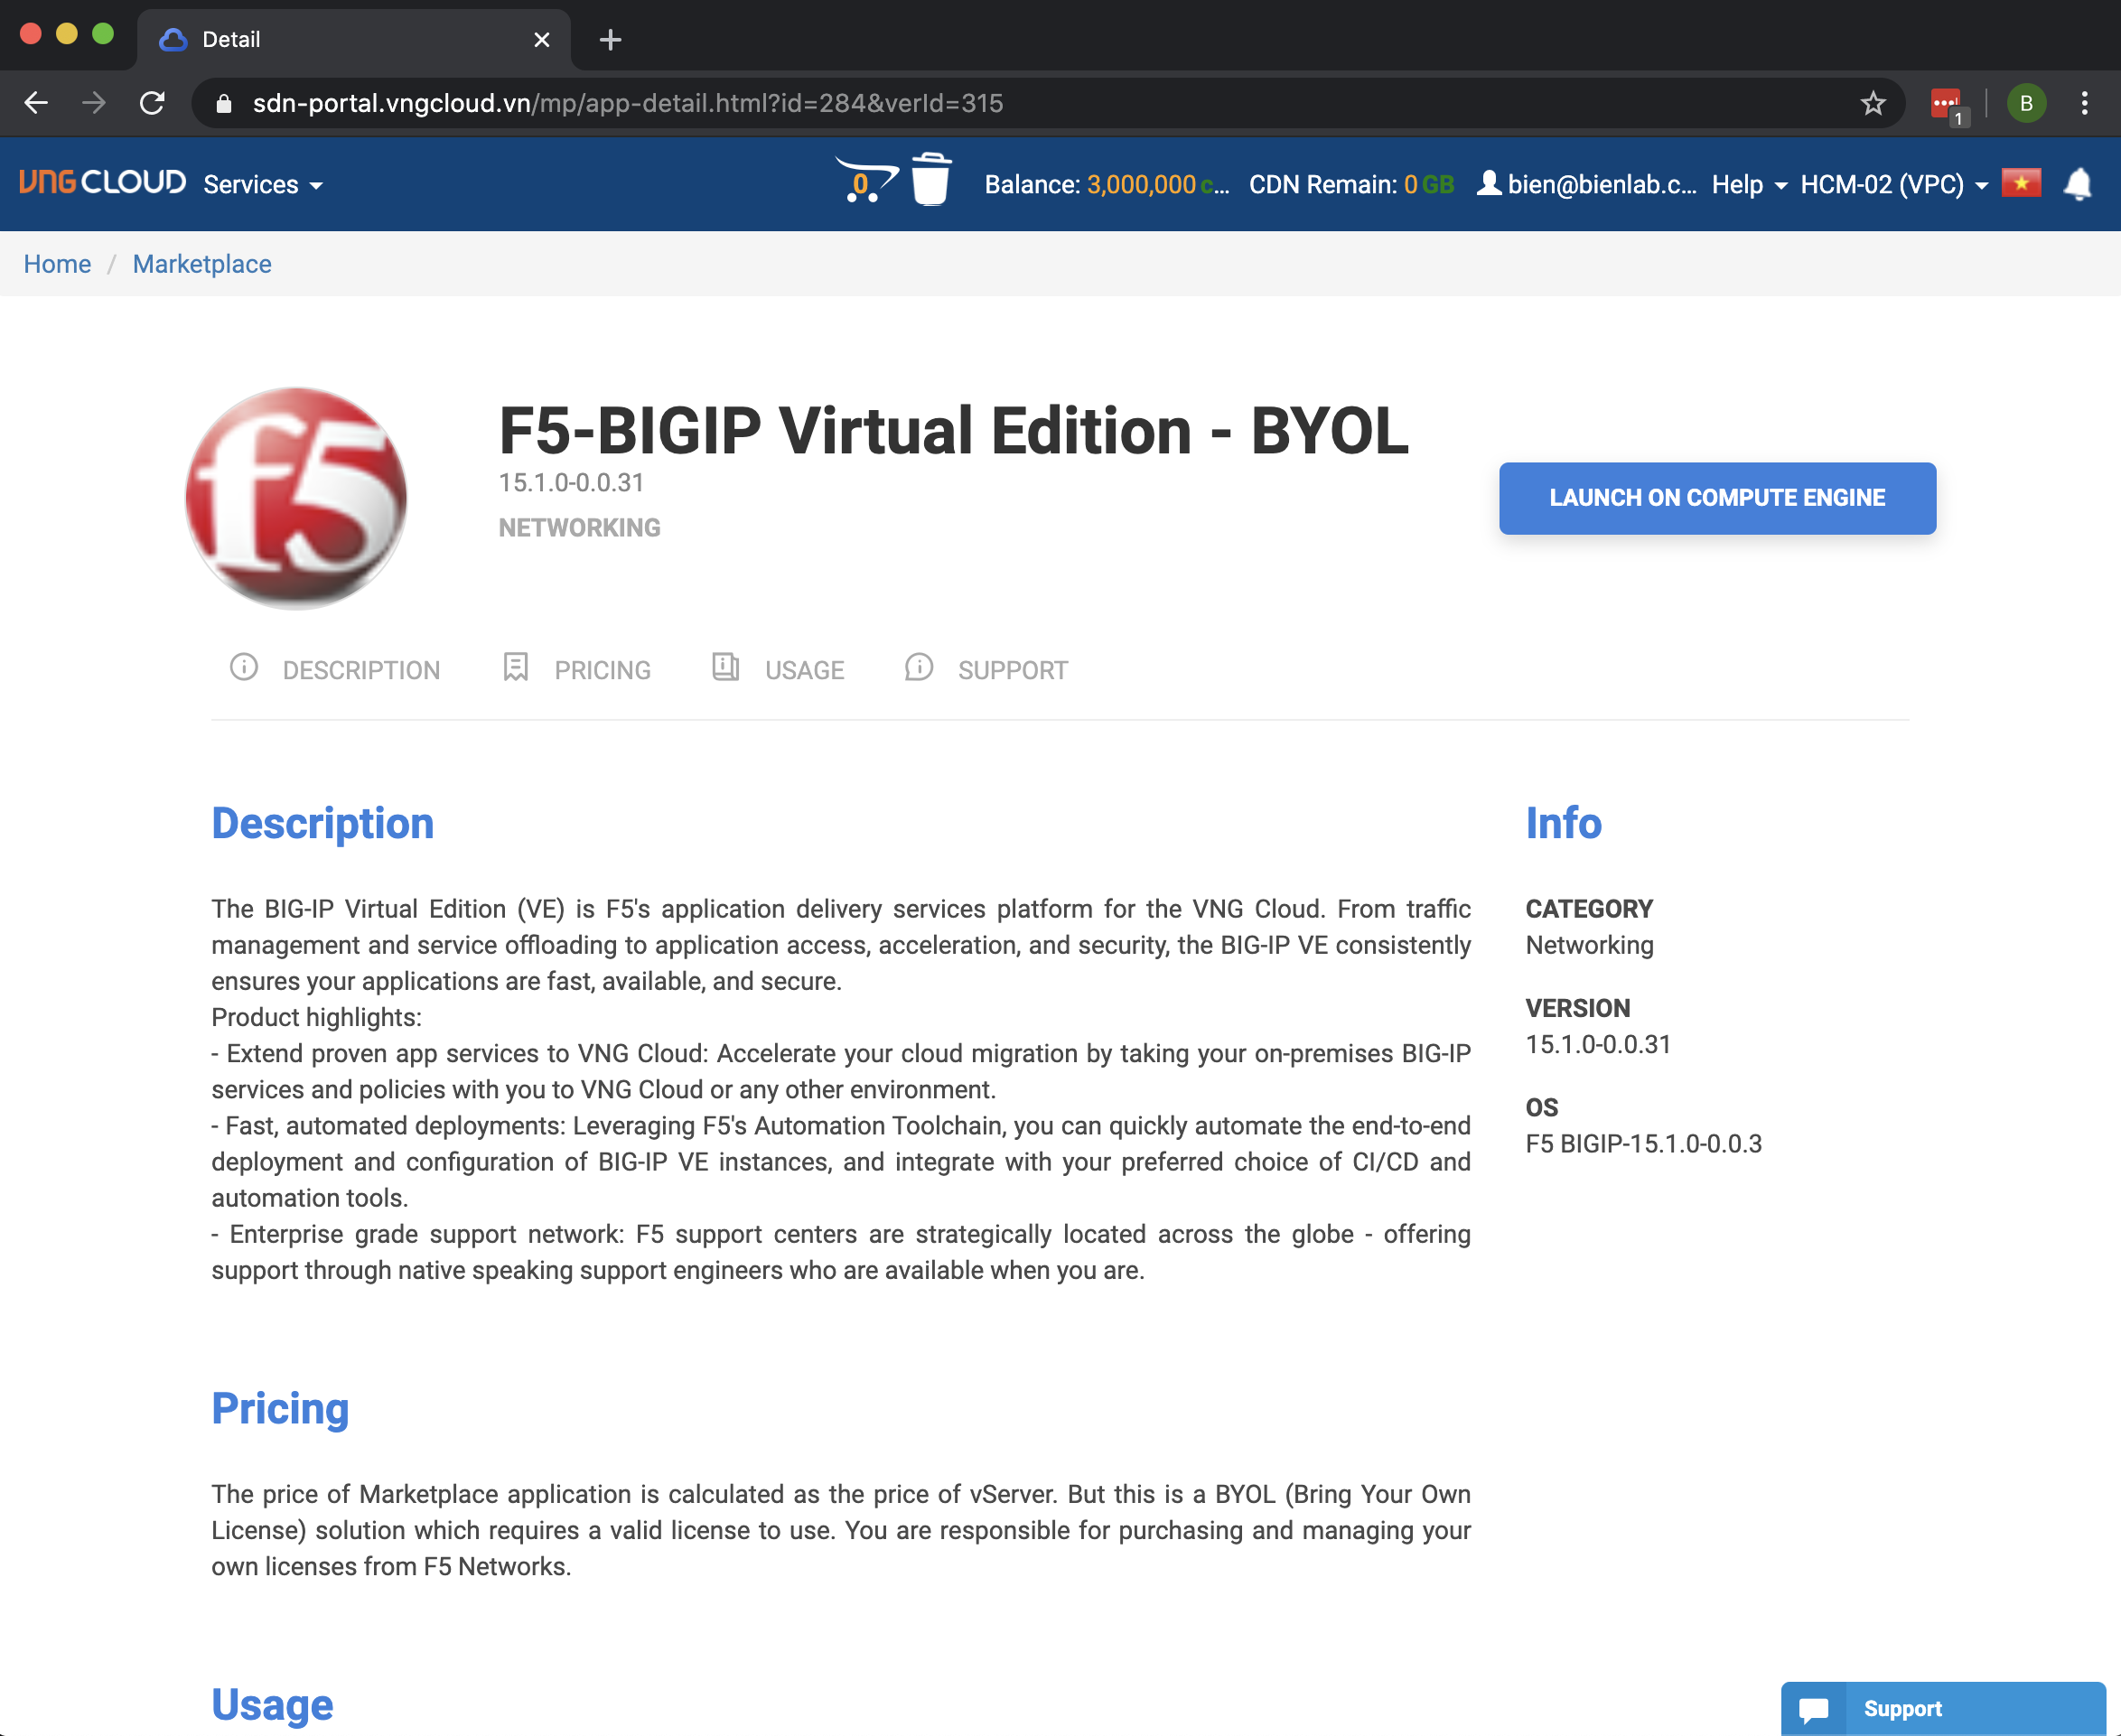 Detail
sdn-portal.vngcloud.vn/mp/app-detail.html?id=284&verId=315
1
B
VNG CLOUD Services
0
Balance: 3,000,000 c... CDN Remain: 0 GB bien@bienlab.c... Help HCM-02 (VPC)
Home / Marketplace
f5
F5-BIGIP Virtual Edition - BYOL
15.1.0-0.0.31
NETWORKING
LAUNCH ON COMPUTE ENGINE
DESCRIPTION PRICING USAGE SUPPORT
Description
The BIG-IP Virtual Edition (VE) is F5's application delivery services platform for the VNG Cloud. From traffic
management and service offloading to application access, acceleration, and security, the BIG-IP VE consistently
ensures your applications are fast, available, and secure.
Product highlights:
- Extend proven app services to VNG Cloud: Accelerate your cloud migration by taking your on-premises BIG-IP
services and policies with you to VNG Cloud or any other environment.
- Fast, automated deployments: Leveraging F5's Automation Toolchain, you can quickly automate the end-to-end
deployment and configuration of BIG-IP VE instances, and integrate with your preferred choice of CI/CD and
automation tools.
- Enterprise grade support network: F5 support centers are strategically located across the globe - offering
support through native speaking support engineers who are available when you are.
Info
CATEGORY
Networking
VERSION
15.1.0-0.0.31
OS
F5 BIGIP-15.1.0-0.0.3
Pricing
The price of Marketplace application is calculated as the price of vServer. But this is a BYOL (Bring Your Own
License) solution which requires a valid license to use. You are responsible for purchasing and managing your
own licenses from F5 Networks.
Usage
Support